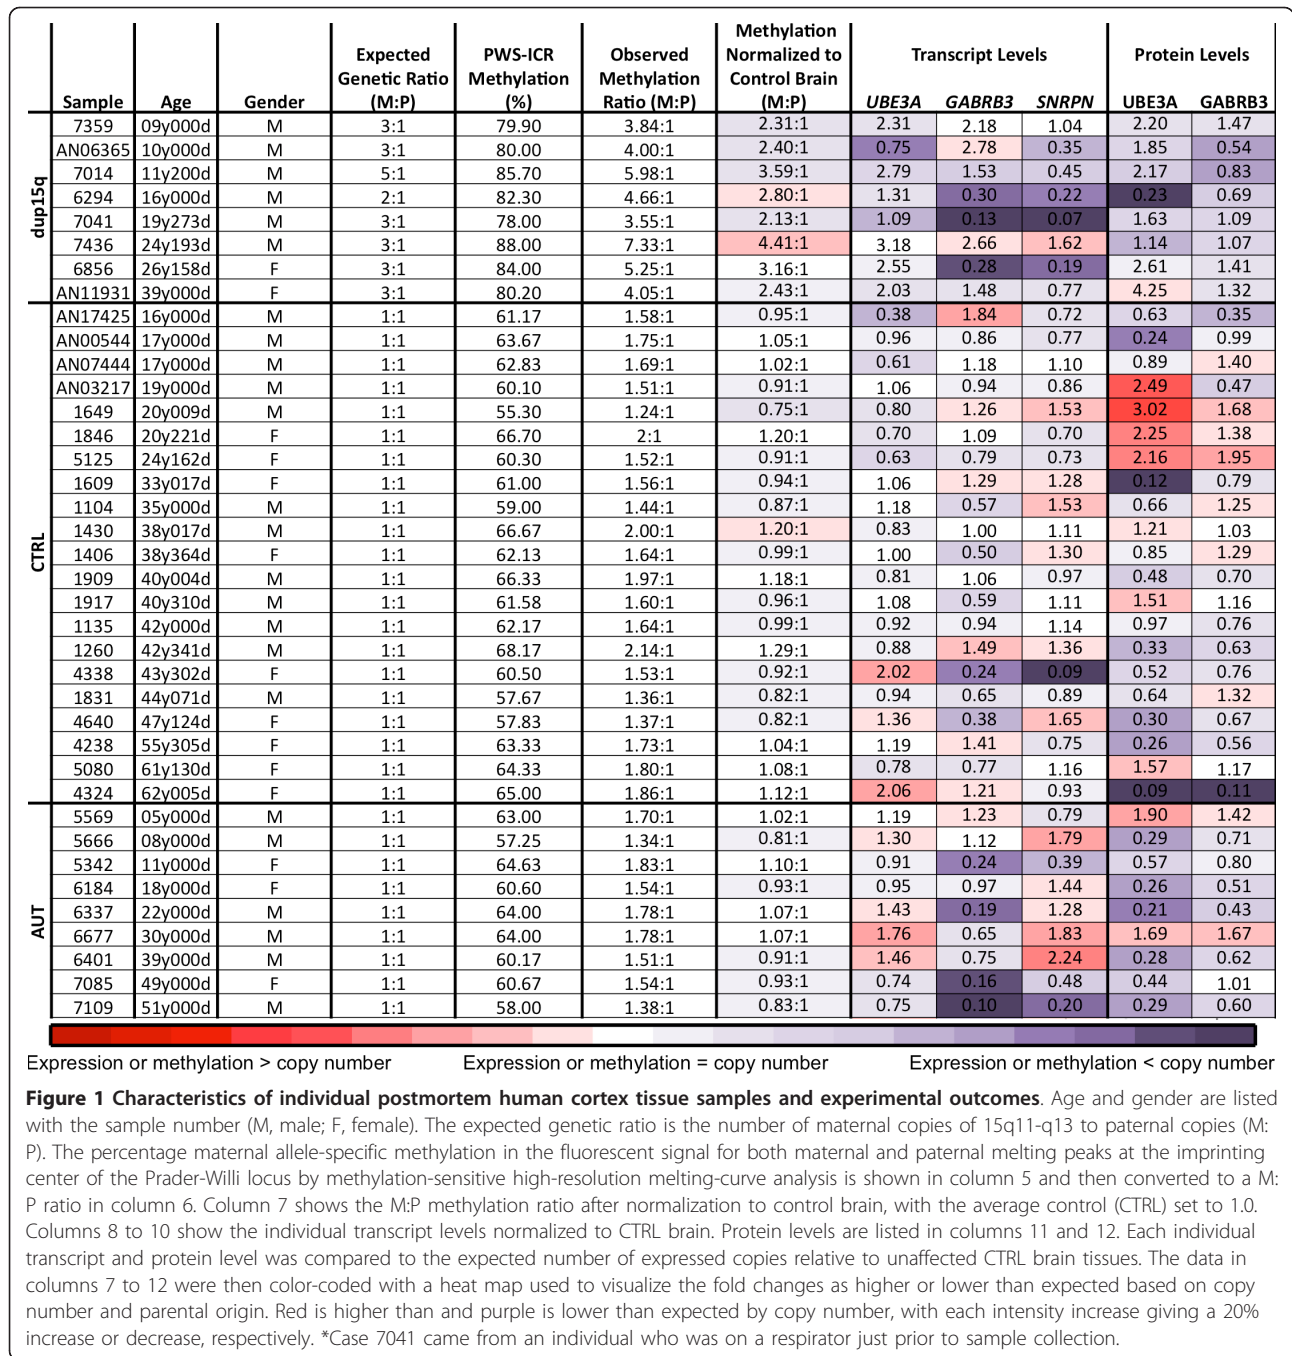 Sample Age Gender Expected Genetic Ratio (M:P) PWS-ICR Methylation (%) Observed Methylation Ratio (M:P) Methylation Normalized to Control Brain (M:P) Transcript Levels Protein Levels
UBE3A GABRB3 SNRPN UBE3A GABRB3
dup15q
7359 09y000d M 3:1 79.90 3.84:1 2.31:1 2.31 2.18 1.04 2.20 1.47
AN06365 10y000d M 3:1 80.00 4.00:1 2.40:1 0.75 2.78 0.35 1.85 0.54
7014 11y200d M 5:1 85.70 5.98:1 3.59:1 2.79 1.53 0.45 2.17 0.83
6294 16y000d M 2:1 82.30 4.66:1 2.80:1 1.31 0.30 0.22 0.23 0.69
7041 19y273d M 3:1 78.00 3.55:1 2.13:1 1.09 0.13 0.07 1.63 1.09
7436 24y193d M 3:1 88.00 7.33:1 4.41:1 3.18 2.66 1.62 1.14 1.07
6856 26y158d F 3:1 84.00 5.25:1 3.16:1 2.55 0.28 0.19 2.61 1.41
AN11931 39y000d F 3:1 80.20 4.05:1 2.43:1 2.03 1.48 0.77 4.25 1.32
CTRL
AN17425 16y000d M 1:1 61.17 1.58:1 0.95:1 0.38 1.84 0.72 0.63 0.35
AN00544 17y000d M 1:1 63.67 1.75:1 1.05:1 0.96 0.86 0.77 0.24 0.99
AN07444 17y000d M 1:1 62.83 1.69:1 1.02:1 0.61 1.18 1.10 0.89 1.40
AN03217 19y000d M 1:1 60.10 1.51:1 0.91:1 1.06 0.94 0.86 2.49 0.47
1649 20y009d M 1:1 55.30 1.24:1 0.75:1 0.80 1.26 1.53 3.02 1.68
1846 20y221d F 1:1 66.70 2:1 1.20:1 0.70 1.09 0.70 2.25 1.38
5125 24y162d F 1:1 60.30 1.52:1 0.91:1 0.63 0.79 0.73 2.16 1.95
1609 33y017d F 1:1 61.00 1.56:1 0.94:1 1.06 1.29 1.28 0.12 0.79
1104 35y000d M 1:1 59.00 1.44:1 0.87:1 1.18 0.57 1.53 0.66 1.25
1430 38y017d M 1:1 66.67 2.00:1 1.20:1 0.83 1.00 1.11 1.21 1.03
1406 38y364d F 1:1 62.13 1.64:1 0.99:1 1.00 0.50 1.30 0.85 1.29
1909 40y004d M 1:1 66.33 1.97:1 1.18:1 0.81 1.06 0.97 0.48 0.70
1917 40y310d M 1:1 61.58 1.60:1 0.96:1 1.08 0.59 1.11 1.51 1.16
1135 42y000d M 1:1 62.17 1.64:1 0.99:1 0.92 0.94 1.14 0.97 0.76
1260 42y341d M 1:1 68.17 2.14:1 1.29:1 0.88 1.49 1.36 0.33 0.63
4338 43y302d F 1:1 60.50 1.53:1 0.92:1 2.02 0.24 0.09 0.52 0.76
1831 44y071d M 1:1 57.67 1.36:1 0.82:1 0.94 0.65 0.89 0.64 1.32
4640 47y124d F 1:1 57.83 1.37:1 0.82:1 1.36 0.38 1.65 0.30 0.67
4238 55y305d F 1:1 63.33 1.73:1 1.04:1 1.19 1.41 0.75 0.26 0.56
5080 61y130d F 1:1 64.33 1.80:1 1.08:1 0.78 0.77 1.16 1.57 1.17
4324 62y005d F 1:1 65.00 1.86:1 1.12:1 2.06 1.21 0.93 0.09 0.11
AUT
5569 05y000d M 1:1 63.00 1.70:1 1.02:1 1.19 1.23 0.79 1.90 1.42
5666 08y000d M 1:1 57.25 1.34:1 0.81:1 1.30 1.12 1.79 0.29 0.71
5342 11y000d F 1:1 64.63 1.83:1 1.10:1 0.91 0.24 0.39 0.57 0.80
6184 18y000d F 1:1 60.60 1.54:1 0.93:1 0.95 0.97 1.44 0.26 0.51
6337 22y000d M 1:1 64.00 1.78:1 1.07:1 1.43 0.19 1.28 0.21 0.43
6677 30y000d M 1:1 64.00 1.78:1 1.07:1 1.76 0.65 1.83 1.69 1.67
6401 39y000d M 1:1 60.17 1.51:1 0.91:1 1.46 0.75 2.24 0.28 0.62
7085 49y000d F 1:1 60.67 1.54:1 0.93:1 0.74 0.16 0.48 0.44 1.01
7109 51y000d M 1:1 58.00 1.38:1 0.83:1 0.75 0.10 0.20 0.29 0.60
Expression or methylation > copy number Expression or methylation = copy number Expression or methylation < copy number
Figure 1 Characteristics of individual postmortem human cortex tissue samples and experimental outcomes. Age and gender are listed
with the sample number (M, male; F, female). The expected genetic ratio is the number of maternal copies of 15q11-q13 to paternal copies (M:
P). The percentage maternal allele-specific methylation in the fluorescent signal for both maternal and paternal melting peaks at the imprinting
center of the Prader-Willi locus by methylation-sensitive high-resolution melting-curve analysis is shown in column 5 and then converted to a M:
P ratio in column 6. Column 7 shows the M:P methylation ratio after normalization to control brain, with the average control (CTRL) set to 1.0.
Columns 8 to 10 show the individual transcript levels normalized to CTRL brain. Protein levels are listed in columns 11 and 12. Each individual
transcript and protein level was compared to the expected number of expressed copies relative to unaffected CTRL brain tissues. The data in
columns 7 to 12 were then color-coded with a heat map used to visualize the fold changes as higher or lower than expected based on copy
number and parental origin. Red is higher than and purple is lower than expected by copy number, with each intensity increase giving a 20%
increase or decrease, respectively. *Case 7041 came from an individual who was on a respirator just prior to sample collection.